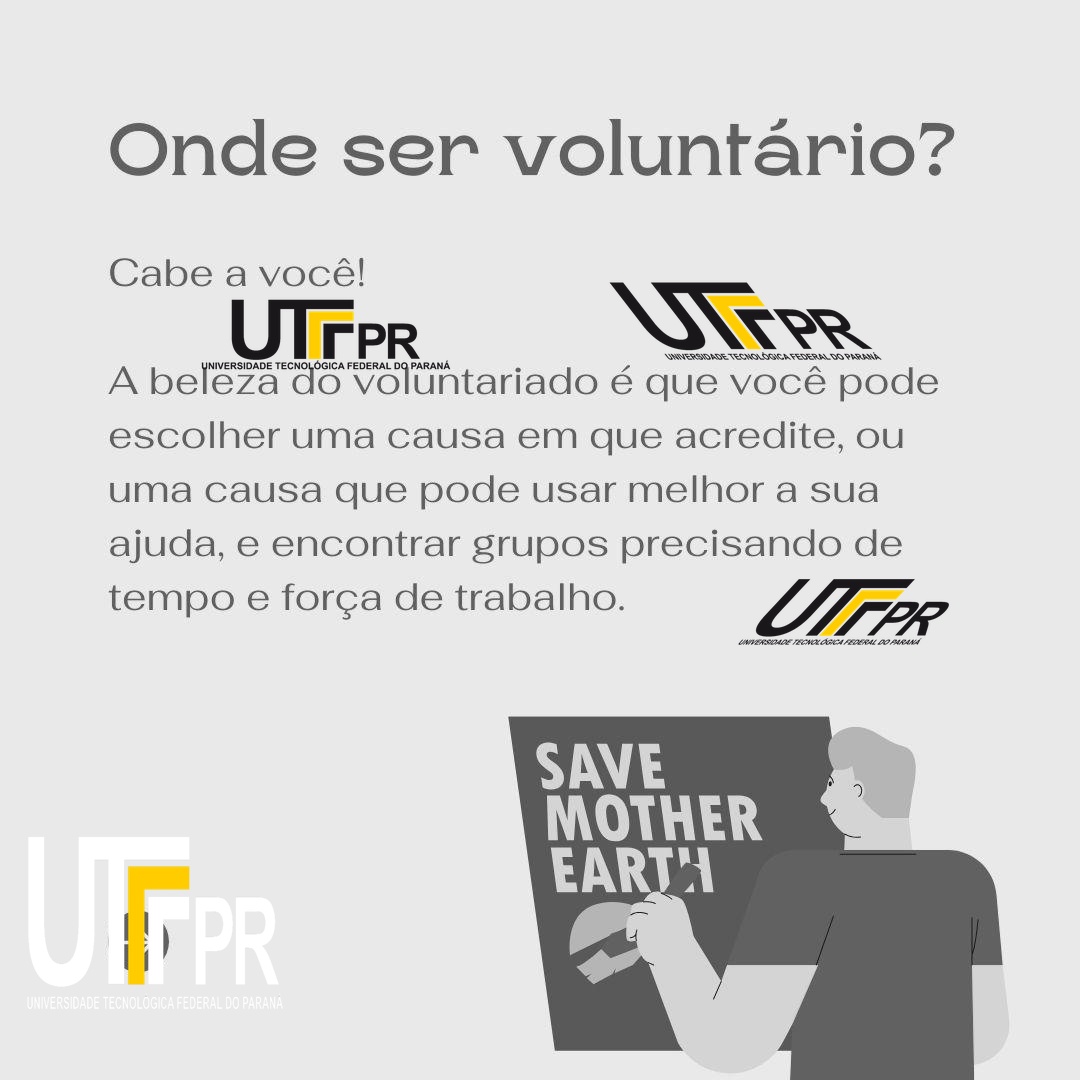 Onde ser voluntário?
Cabe a você!
UTFPR
UNIVERSIDADE TECNOLÓGICA FEDERAL DO PARANÁ
UTFPR
UNIVERSIDADE TECNOLÓGICA FEDERAL DO PARANÁ
A beleza do voluntariado é que você pode
escolher uma causa em que acredite, ou
uma causa que pode usar melhor a sua
ajuda, e encontrar grupos precisando de
tempo e força de trabalho.
UTFPR
UNIVERSIDADE TECNOLÓGICA FEDERAL DO PARANÁ
SAVE
MOTHER
EARTH
UTFPR
UNIVERSIDADE TECNOLÓGICA FEDERAL DO PARANÁ